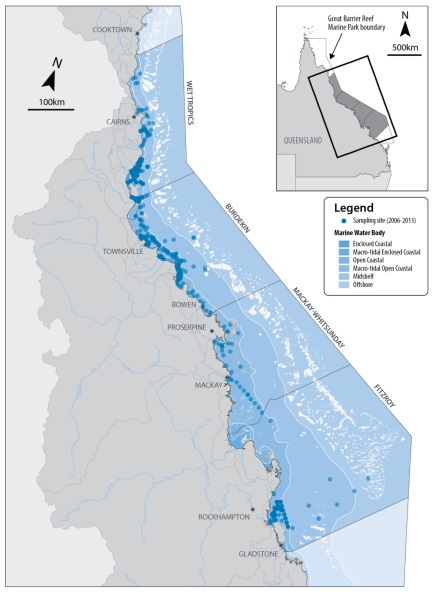 COOKTOWN
N
100km
CAIRNS
WET TROPICS
TOWNSVILLE
BURDEKIN
BOWEN
PROSERPINE
MACKAY-WHITSUNDAY
MACKAY
FITZROY
ROCKHAMPTON
GLADSTONE
Great Barrier Reef
Marine Park boundary
N
500km
QUEENSLAND
Legend
Sampling site (2006-2013)
Marine Water Body
Enclosed Coastal
Macro-tidal Enclosed Coastal
Open Coastal
Macro-tidal Open Coastal
Midshelf
Offshore